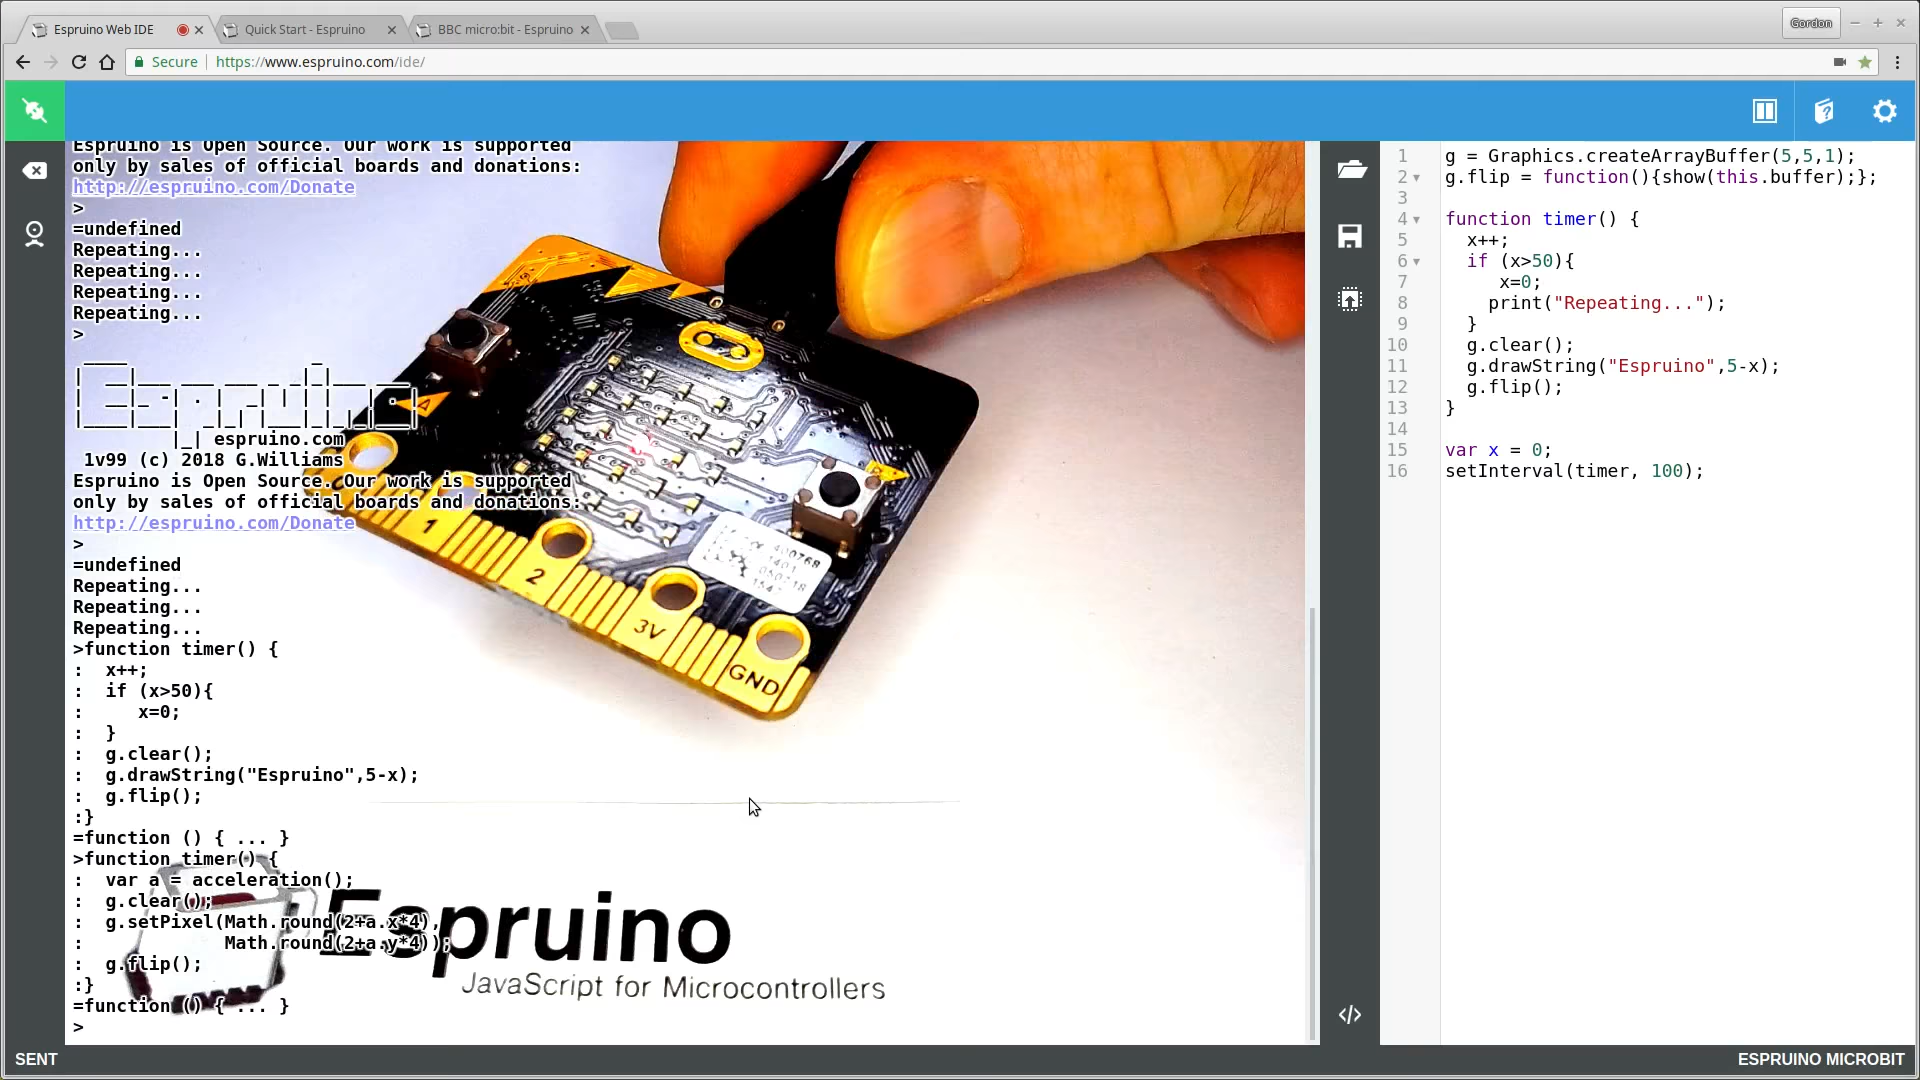 Espruino Web IDE
Quick Start - Espruino
BBC micro:bit - Espruino
Gordon
Secure
https://www.espruino.com/ide/
Espruino is Open Source. Our work is supported
only by sales of official boards and donations:
http://espruino.com/Donate
>
=undefined
Repeating...
Repeating...
Repeating...
Repeating...
>
|_| espruino.com
1v99 (c) 2018 G.Williams
Espruino is Open Source. Our work is supported
only by sales of official boards and donations:
http://espruino.com/Donate
>
=undefined
Repeating...
Repeating...
Repeating...
>function timer() {
:  x++;
:  if (x>50){
:     x=0;
:  }
:  g.clear();
:  g.drawString("Espruino",5-x);
:  g.flip();
:}
=function () { ... }
>function timer() {
:  var a = acceleration();
:  g.clear();
:  g.setPixel(Math.round(2+a.x*4),
:             Math.round(2+a.y*4));
:  g.flip();
:}
=function () { ... }
>
A
1
2
3V
GND
Espruino
JavaScript for Microcontrollers
1 g = Graphics.createArrayBuffer(5,5,1);
2 g.flip = function(){show(this.buffer);};
3
4 function timer() {
5   x++;
6   if (x>50){
7      x=0;
8     print("Repeating...");
9   }
10   g.clear();
11   g.drawString("Espruino",5-x);
12   g.flip();
13 }
14
15 var x = 0;
16 setInterval(timer, 100);
SENT
ESPRUINO MICROBIT